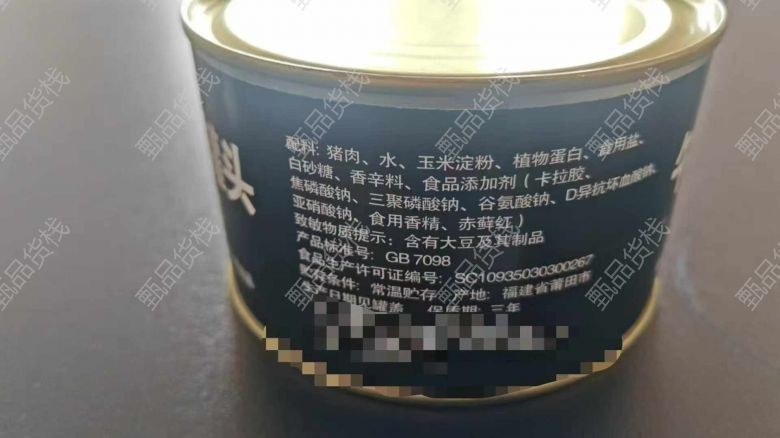 头
配料: 猪肉、水、玉米淀粉、植物蛋白、食用盐、
白砂糖、香辛料、食品添加剂 ( 卡拉胶、
焦磷酸钠、三聚磷酸钠、谷氨酸钠、D异抗坏血酸钠、
亚硝酸钠、食用香精、赤藓红 )
致敏物质提示: 含有大豆及其制品
产品标准号: GB 7098
食品生产许可证编号: SC10935030300267
贮存条件: 常温贮存 产地: 福建省莆田市
生产日期见罐盖 保质期: 三年
甄品货栈